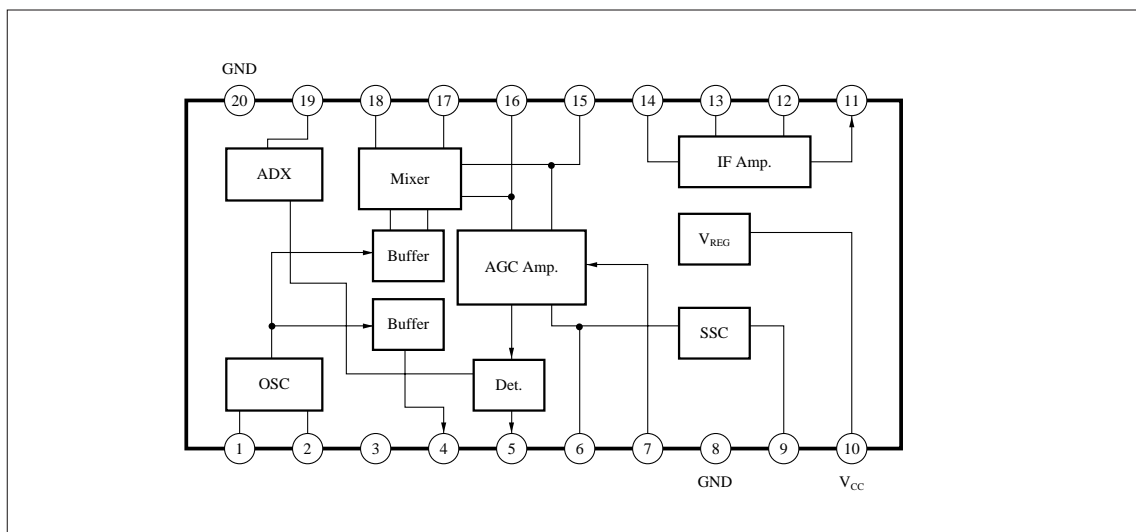 GND
20 19 18 17 16 15 14 13 12 11
ADX
Mixer
IF Amp.
Buffer
AGC Amp.
VREG
Buffer
SSC
OSC
Det.
1 2 3 4 5 6 7 8 9 10
GND VCC